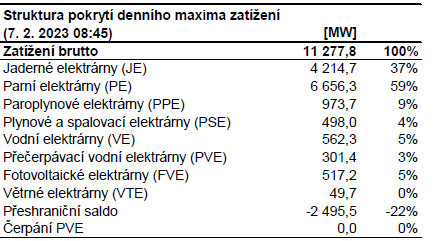 Struktura pokrytí denního maxima zatížení
(7. 2. 2023 08:45) [MW]
Zatížení brutto 11 277,8 100%
Jaderné elektrárny (JE) 4 214,7 37%
Parní elektrárny (PE) 6 656,3 59%
Paroplynové elektrárny (PPE) 973,7 9%
Plynové a spalovací elektrárny (PSE) 498,0 4%
Vodní elektrárny (VE) 562,3 5%
Přečerpávací vodní elektrárny (PVE) 301,4 3%
Fotovoltaické elektrárny (FVE) 517,2 5%
Větrné elektrárny (VTE) 49,7 0%
Přeshraniční saldo -2 495,5 -22%
Čerpání PVE 0,0 0%